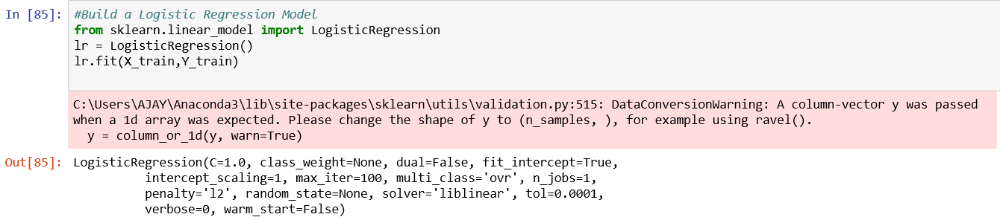 In [85]: #Build a Logistic Regression Model
from sklearn.linear_model import LogisticRegression
lr = LogisticRegression()
lr.fit(X_train,Y_train)
C:\Users\AJAY\Anaconda3\lib\site-packages\sklearn\utils\validation.py:515: DataConversionWarning: A column-vector y was passed
when a 1d array was expected. Please change the shape of y to (n_samples, ), for example using ravel().
  y = column_or_1d(y, warn=True)
Out[85]: LogisticRegression(C=1.0, class_weight=None, dual=False, fit_intercept=True,
          intercept_scaling=1, max_iter=100, multi_class='ovr', n_jobs=1,
          penalty='l2', random_state=None, solver='liblinear', tol=0.0001,
          verbose=0, warm_start=False)